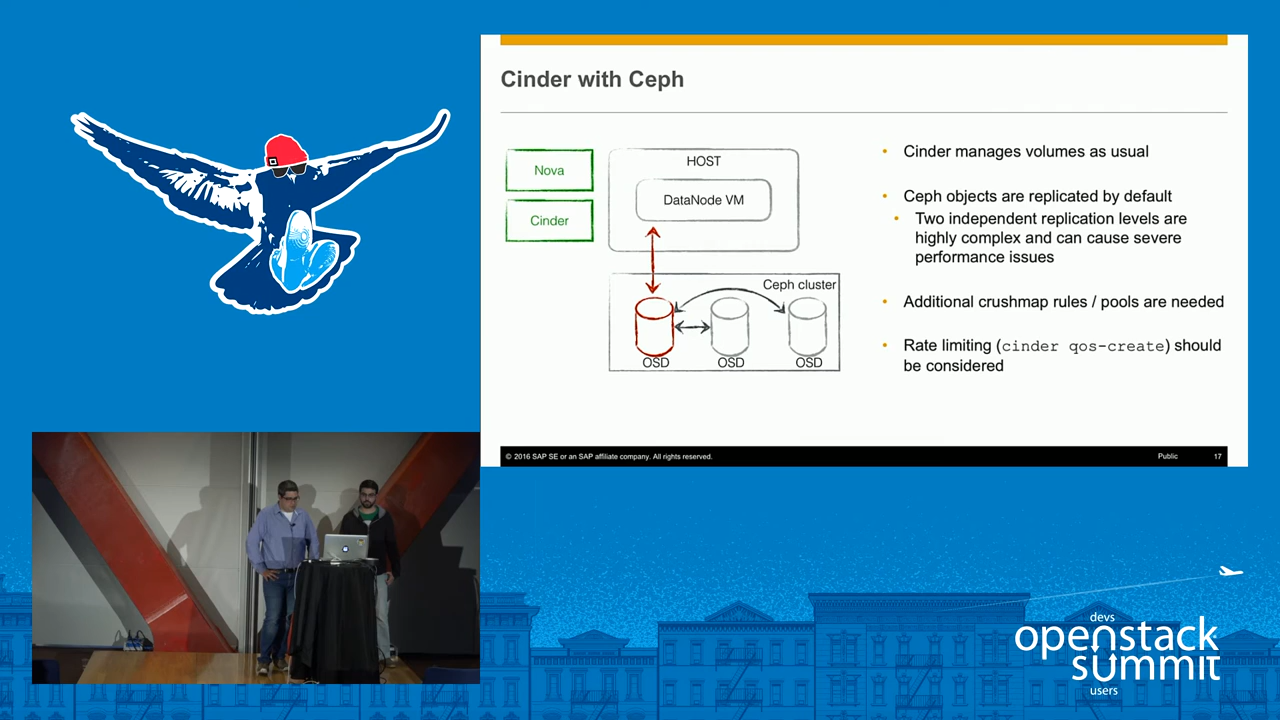 Cinder with Ceph
Nova
Cinder
HOST
DataNode VM
Ceph cluster
OSD
OSD
OSD
• Cinder manages volumes as usual
• Ceph objects are replicated by default
• Two independent replication levels are
highly complex and can cause severe
performance issues
• Additional crushmap rules / pools are needed
• Rate limiting (cinder qos-create) should
be considered
© 2016 SAP SE or an SAP affiliate company. All rights reserved.
Public
17
devs
openstack
summit
users